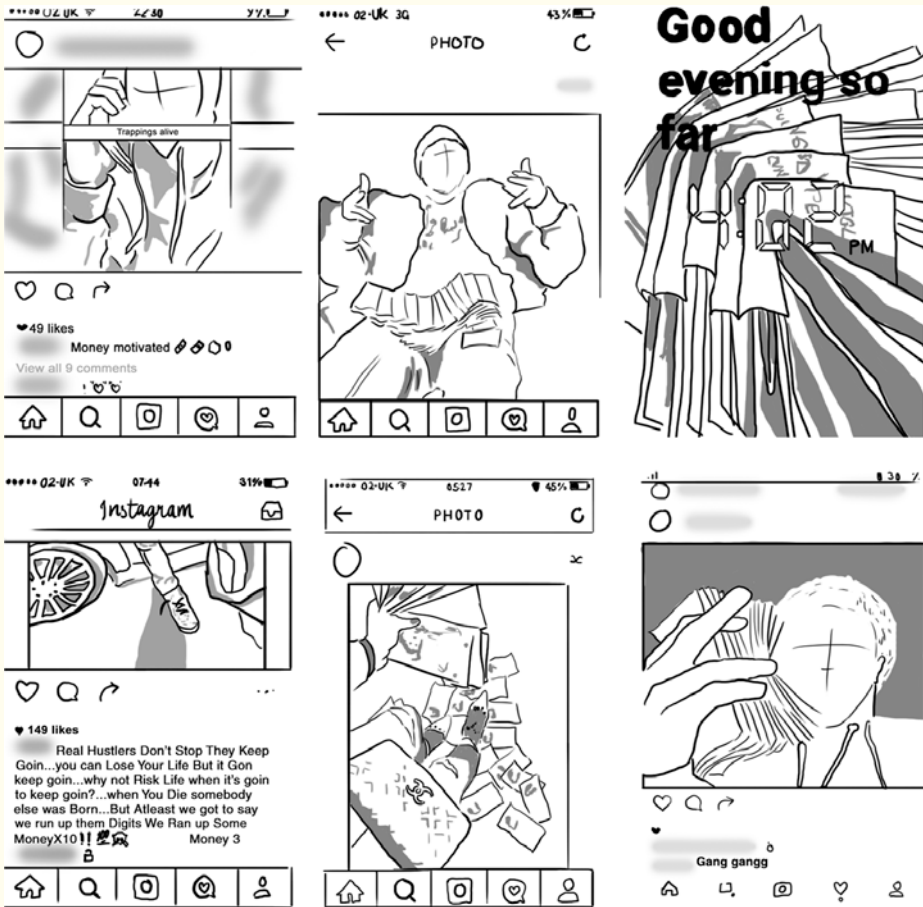 02-UK 22:30
Trappings alive
49 likes
Money motivated
View all 9 comments
02-UK 3G 43%
PHOTO
Good
evening so
far
PM
02-UK 07:44 31%
Instagram
149 likes
Real Hustlers Don't Stop They Keep
Goin...you can Lose Your Life But it Gon
keep goin...why not Risk Life when it's goin
to keep goin?...when You Die somebody
else was Born...But Atleast we got to say
we run up them Digits We Ran up Some
MoneyX10!! Money 3
02-UK 0527 45%
PHOTO
Gang gangg